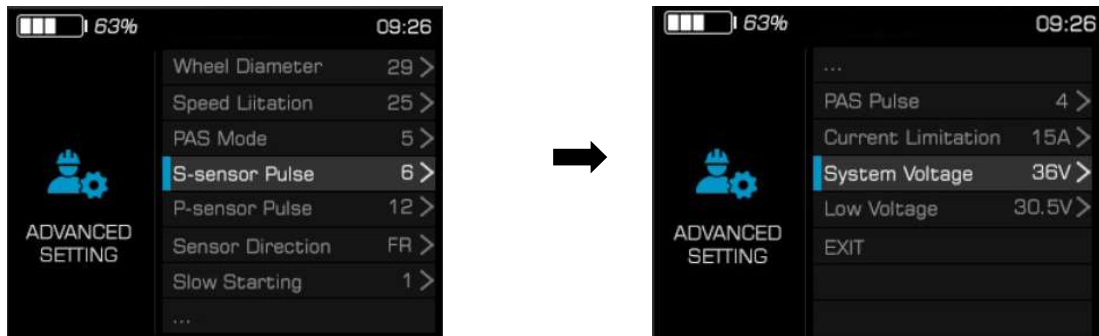 63% 09:26
Wheel Diameter 29 >
Speed Liitation 25 >
PAS Mode 5 >
S-sensor Pulse 6 >
P-sensor Pulse 12 >
Sensor Direction FR >
Slow Starting 1 >
...
ADVANCED
SETTING
63% 09:26
...
PAS Pulse 4 >
Current Limitation 15A >
System Voltage 36V >
Low Voltage 30.5V >
EXIT
ADVANCED
SETTING